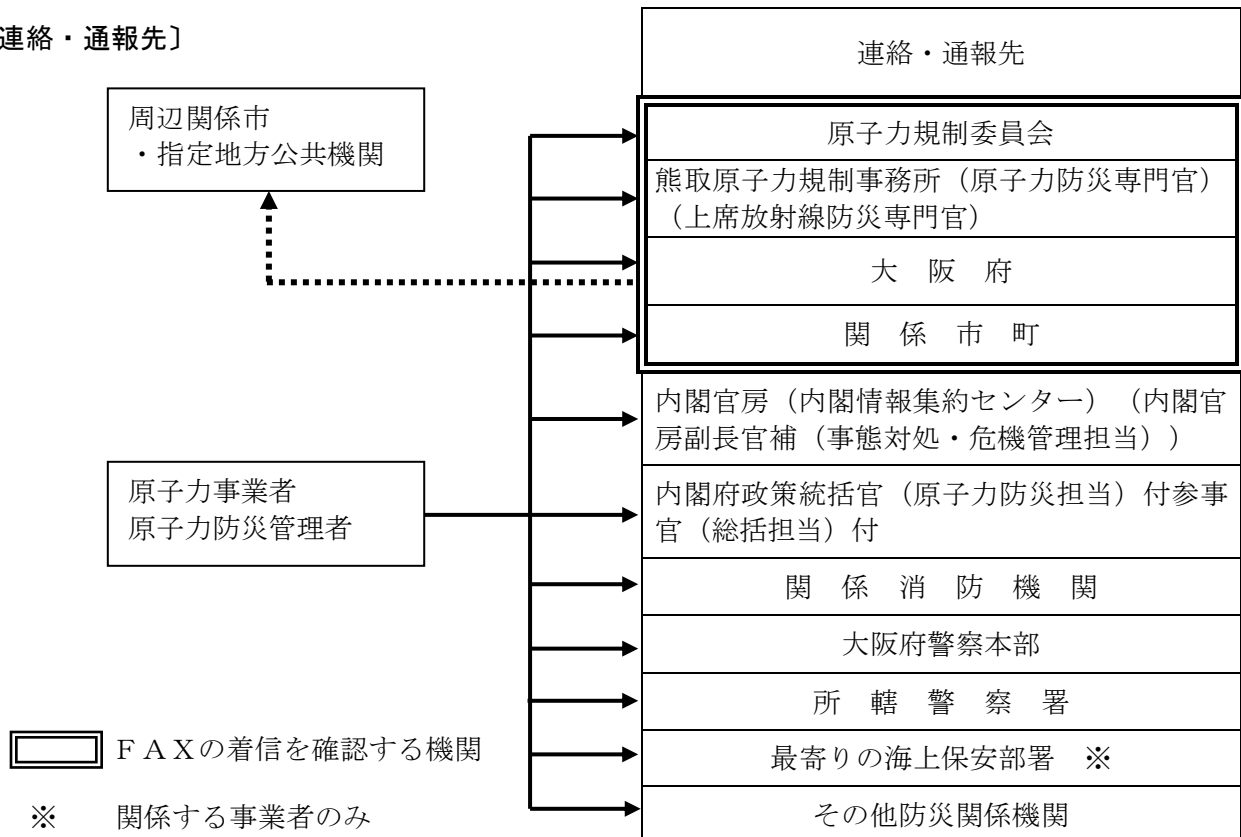 連絡・通報先〕
連絡・通報先
周辺関係市
・指定地方公共機関
原子力規制委員会
熊取原子力規制事務所（原子力防災専門官）
（上席放射線防災専門官）
大　阪　府
関　係　市　町
内閣官房（内閣情報集約センター）（内閣官
房副長官補（事態対処・危機管理担当））
原子力事業者
原子力防災管理者
内閣府政策統括官（原子力防災担当）付参事
官（総括担当）付
関　係　消　防　機　関
大阪府警察本部
所　轄　警　察　署
ＦＡＸの着信を確認する機関
最寄りの海上保安部署　※
※　関係する事業者のみ
その他防災関係機関